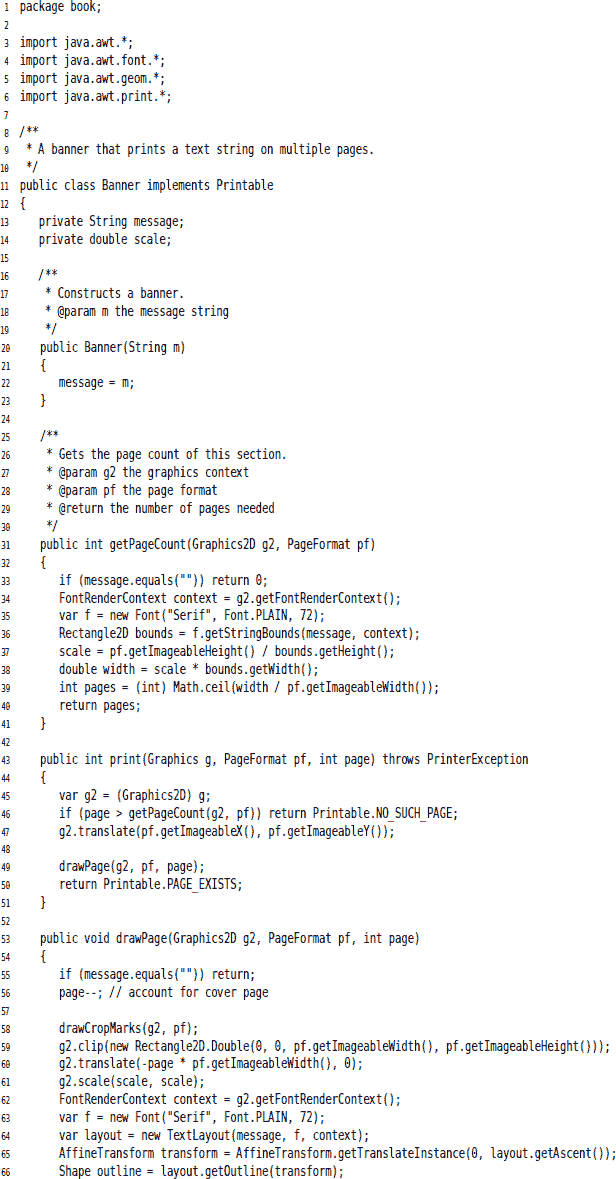 1 package book;
2
3 import java.awt.*;
4 import java.awt.font.*;
5 import java.awt.geom.*;
6 import java.awt.print.*;
7
8 /**
9  * A banner that prints a text string on multiple pages.
10  */
11 public class Banner implements Printable
12 {
13    private String message;
14    private double scale;
15
16    /**
17     * Constructs a banner.
18     * @param m the message string
19     */
20    public Banner(String m)
21    {
22       message = m;
23    }
24
25    /**
26     * Gets the page count of this section.
27     * @param g2 the graphics context
28     * @param pf the page format
29     * @return the number of pages needed
30     */
31    public int getPageCount(Graphics2D g2, PageFormat pf)
32    {
33       if (message.equals("")) return 0;
34       FontRenderContext context = g2.getFontRenderContext();
35       var f = new Font("Serif", Font.PLAIN, 72);
36       Rectangle2D bounds = f.getStringBounds(message, context);
37       scale = pf.getImageableHeight() / bounds.getHeight();
38       double width = scale * bounds.getWidth();
39       int pages = (int) Math.ceil(width / pf.getImageableWidth());
40       return pages;
41    }
42
43    public int print(Graphics g, PageFormat pf, int page) throws PrinterException
44    {
45       var g2 = (Graphics2D) g;
46       if (page > getPageCount(g2, pf)) return Printable.NO_SUCH_PAGE;
47       g2.translate(pf.getImageableX(), pf.getImageableY());
48
49       drawPage(g2, pf, page);
50       return Printable.PAGE_EXISTS;
51    }
52
53    public void drawPage(Graphics2D g2, PageFormat pf, int page)
54    {
55       if (message.equals("")) return;
56       page--; // account for cover page
57
58       drawCropMarks(g2, pf);
59       g2.clip(new Rectangle2D.Double(0, 0, pf.getImageableWidth(), pf.getImageableHeight()));
60       g2.translate(-page * pf.getImageableWidth(), 0);
61       g2.scale(scale, scale);
62       FontRenderContext context = g2.getFontRenderContext();
63       var f = new Font("Serif", Font.PLAIN, 72);
64       var layout = new TextLayout(message, f, context);
65       AffineTransform transform = AffineTransform.getTranslateInstance(0, layout.getAscent());
66       Shape outline = layout.getOutline(transform);